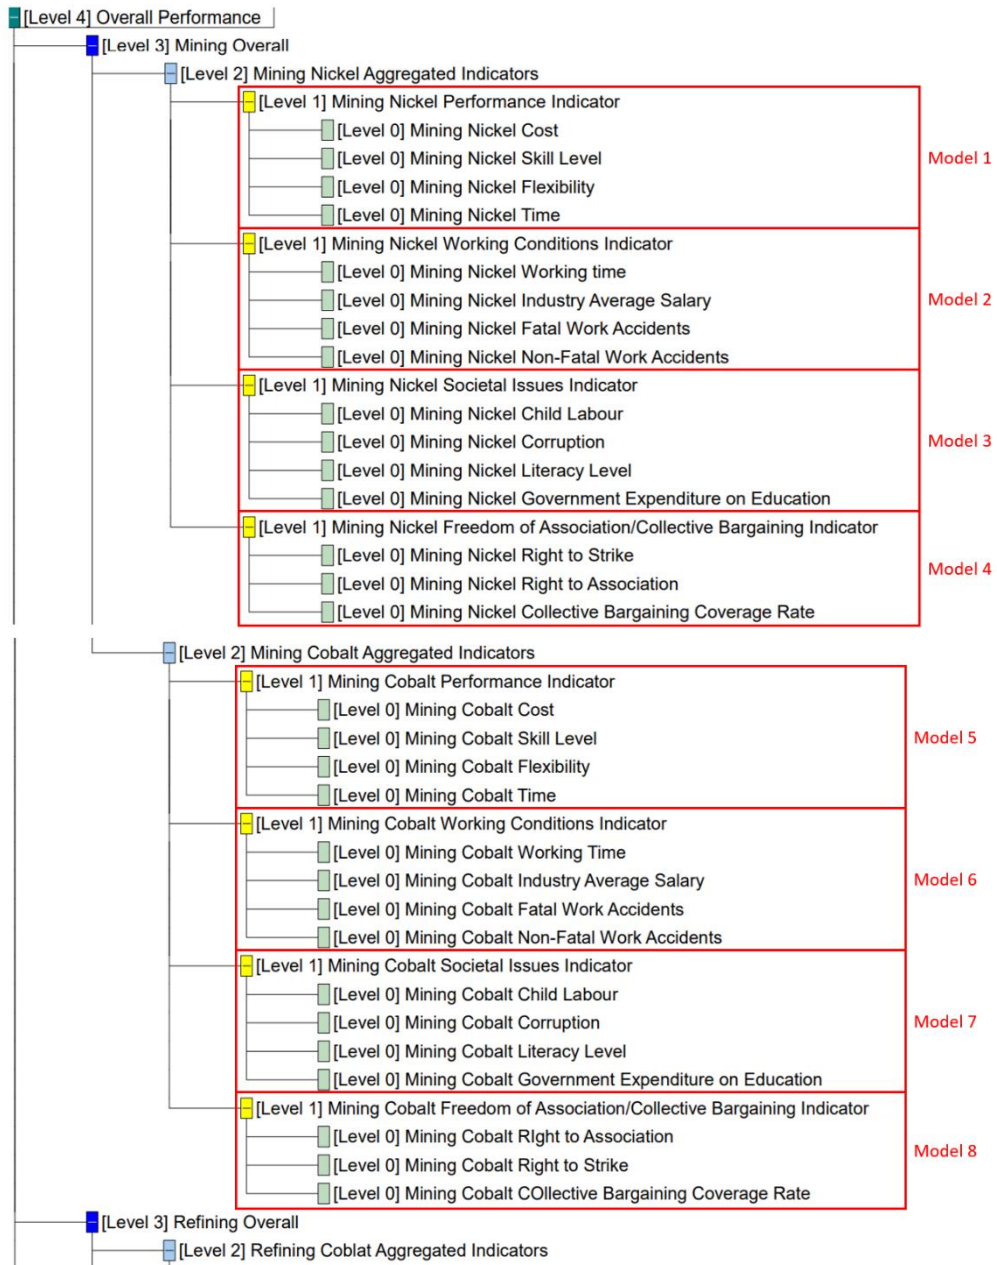 [Level 4] Overall Performance
[Level 3] Mining Overall
[Level 2] Mining Nickel Aggregated Indicators
[Level 1] Mining Nickel Performance Indicator
[Level 0] Mining Nickel Cost
[Level 0] Mining Nickel Skill Level
Model 1
[Level 0] Mining Nickel Flexibility
[Level 0] Mining Nickel Time
[Level 1] Mining Nickel Working Conditions Indicator
[Level 0] Mining Nickel Working time
[Level 0] Mining Nickel Industry Average Salary
Model 2
[Level 0] Mining Nickel Fatal Work Accidents
[Level 0] Mining Nickel Non-Fatal Work Accidents
[Level 1] Mining Nickel Societal Issues Indicator
[Level 0] Mining Nickel Child Labour
[Level 0] Mining Nickel Corruption
Model 3
[Level 0] Mining Nickel Literacy Level
[Level 0] Mining Nickel Government Expenditure on Education
[Level 1] Mining Nickel Freedom of Association/Collective Bargaining Indicator
[Level 0] Mining Nickel Right to Strike
Model 4
[Level 0] Mining Nickel Right to Association
[Level 0] Mining Nickel Collective Bargaining Coverage Rate
[Level 2] Mining Cobalt Aggregated Indicators
[Level 1] Mining Cobalt Performance Indicator
[Level 0] Mining Cobalt Cost
[Level 0] Mining Cobalt Skill Level
Model 5
[Level 0] Mining Cobalt Flexibility
[Level 0] Mining Cobalt Time
[Level 1] Mining Cobalt Working Conditions Indicator
[Level 0] Mining Cobalt Working Time
[Level 0] Mining Cobalt Industry Average Salary
Model 6
[Level 0] Mining Cobalt Fatal Work Accidents
[Level 0] Mining Cobalt Non-Fatal Work Accidents
[Level 1] Mining Cobalt Societal Issues Indicator
[Level 0] Mining Cobalt Child Labour
[Level 0] Mining Cobalt Corruption
Model 7
[Level 0] Mining Cobalt Literacy Level
[Level 0] Mining Cobalt Government Expenditure on Education
[Level 1] Mining Cobalt Freedom of Association/Collective Bargaining Indicator
[Level 0] Mining Cobalt RIght to Association
Model 8
[Level 0] Mining Cobalt Right to Strike
[Level 0] Mining Cobalt COllective Bargaining Coverage Rate
[Level 3] Refining Overall
[Level 2] Refining Coblat Aggregated Indicators